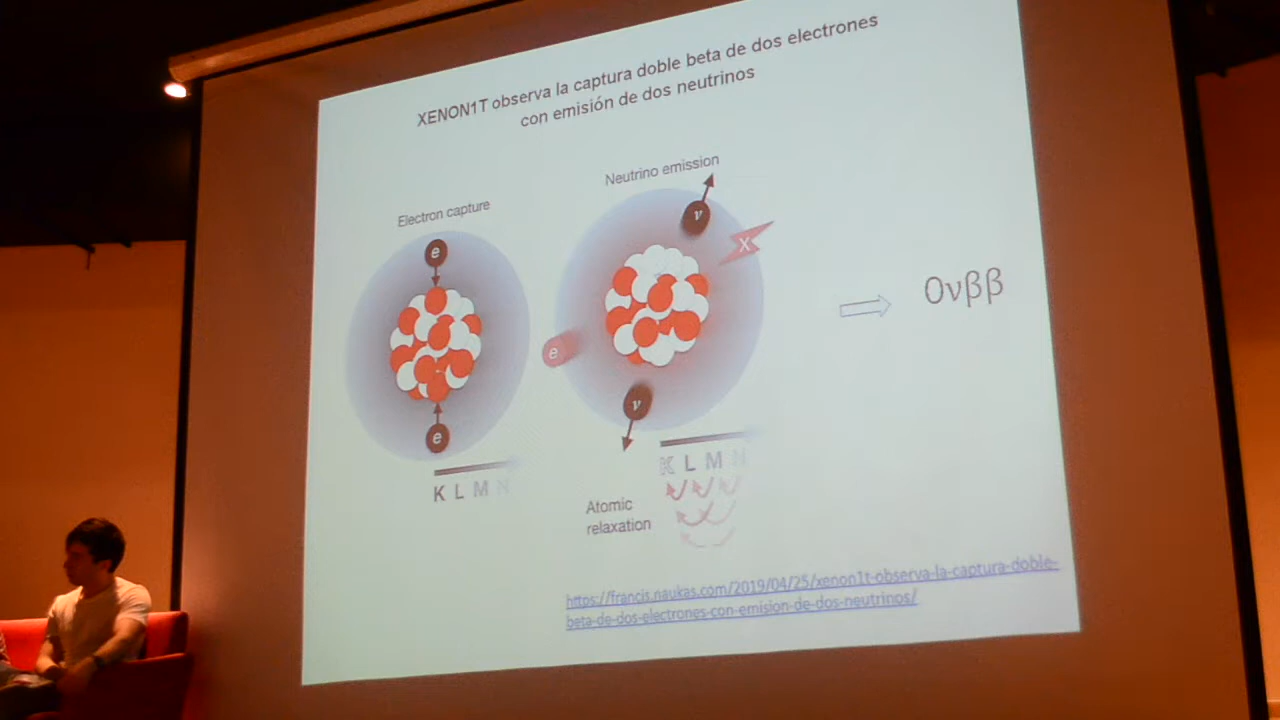 XENON1T observa la captura doble beta de dos electrones
con emisión de dos neutrinos
Neutrino emission
Electron capture
e
ν
X
0νββ
e
ν
e
K L M N
K L M N
Atomic
relaxation
https://francis.naukas.com/2019/04/25/xenon1t-observa-la-captura-doble-
beta-de-dos-electrones-con-emision-de-dos-neutrinos/